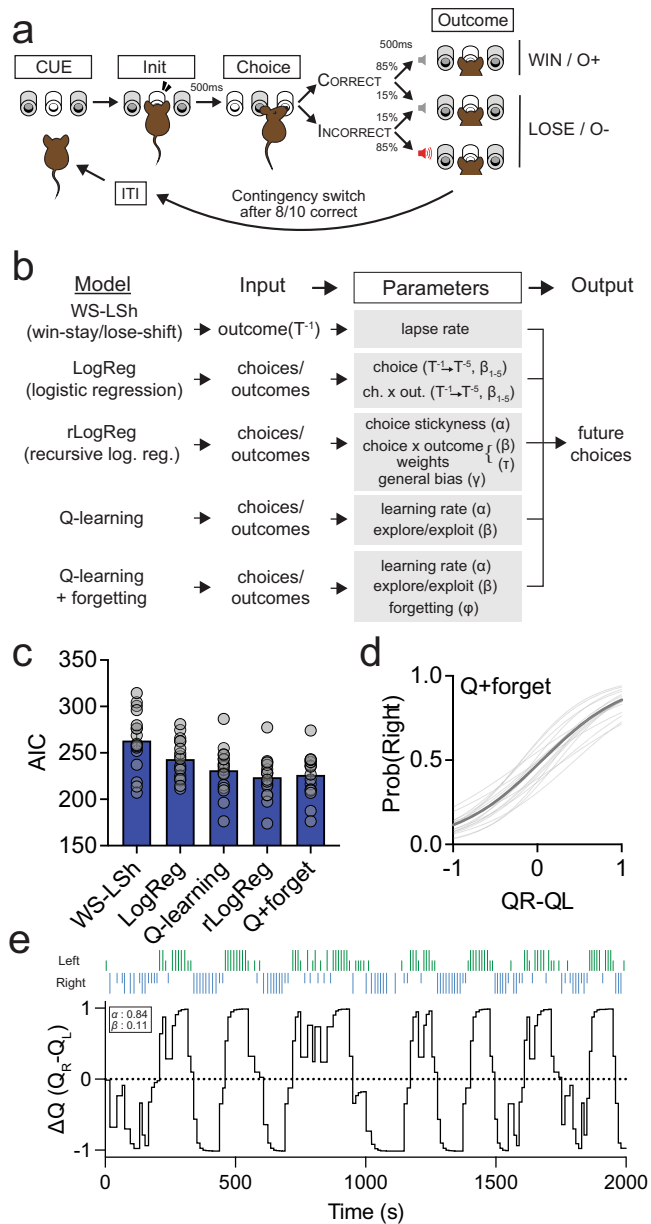 a
Outcome
CUE
Init
Choice
500ms
500ms
85%
15%
15%
85%
CORRECT
INCORRECT
WIN / O+
LOSE / O-
ITI
Contingency switch
after 8/10 correct
b
Model
Input
Parameters
Output
WS-LSh
(win-stay/lose-shift)
outcome(T-1)
lapse rate
LogReg
(logistic regression)
choices/
outcomes
choice (T-1→T-5, β1-5)
ch. x out. (T-1→T-5, β1-5)
rLogReg
(recursive log. reg.)
choices/
outcomes
choice stickyness (α)
choice x outcome
weights
{ (β)
(τ)
general bias (γ)
future
choices
Q-learning
choices/
outcomes
learning rate (α)
explore/exploit (β)
Q-learning
+ forgetting
choices/
outcomes
learning rate (α)
explore/exploit (β)
forgetting (φ)
c
AIC
350
300
250
200
150
WS-LSh
LogReg
Q-learning
rLogReg
Q+forget
d
Q+forget
Prob(Right)
1.0
0.5
0.0
-1
0
1
QR-QL
e
Left
Right
α : 0.84
β : 0.11
ΔQ (QR-QL)
1
0
-1
0
500
1000
1500
2000
Time (s)